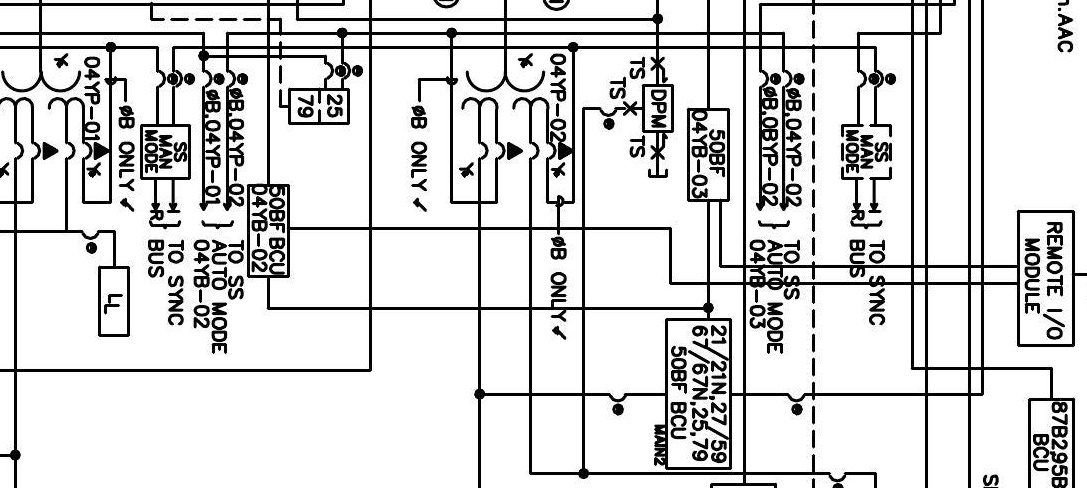 25
79
04YP-01
øB ONLY
SS
MAN
MODE
øB,04YP-02
øB,04YP-01
R
TO SYNC
BUS
TO SS
AUTO MODE
04YB-02
50BF BCU
04YB-02
LL
øB ONLY
04YP-02
øB ONLY
TS
TS
DPM
TS
50BF
04YB-03
øB,04YP-02
øB,0BYP-02
TO SS
AUTO MODE
04YB-03
SS
MAN
MODE
R
TO SYNC
BUS
REMOTE I/O
MODULE
21/21N,27/59
67/67N,25,79
50BF BCU
MAIN2
87B295B
BCU